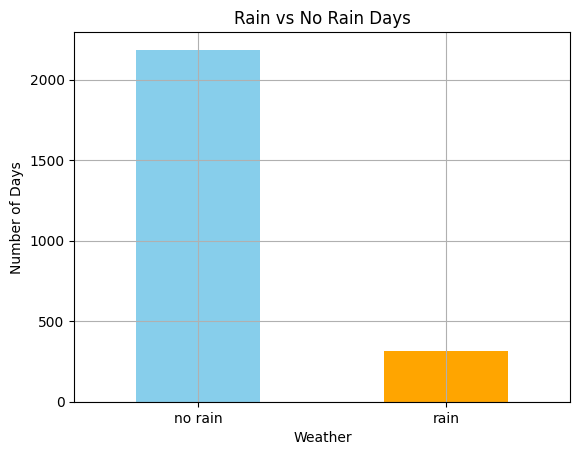 Rain vs No Rain Days
Number of Days
2000
1500
1000
500
0
no rain
rain
Weather